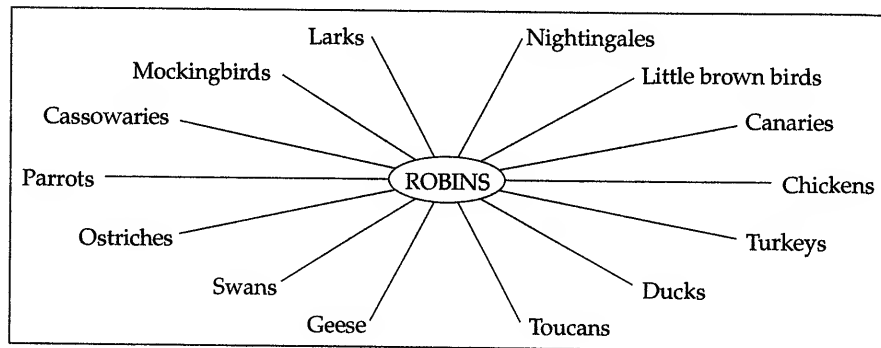 Larks
Nightingales
Mockingbirds
Little brown birds
Cassowaries
Canaries
Parrots
ROBINS
Chickens
Ostriches
Turkeys
Swans
Ducks
Geese
Toucans